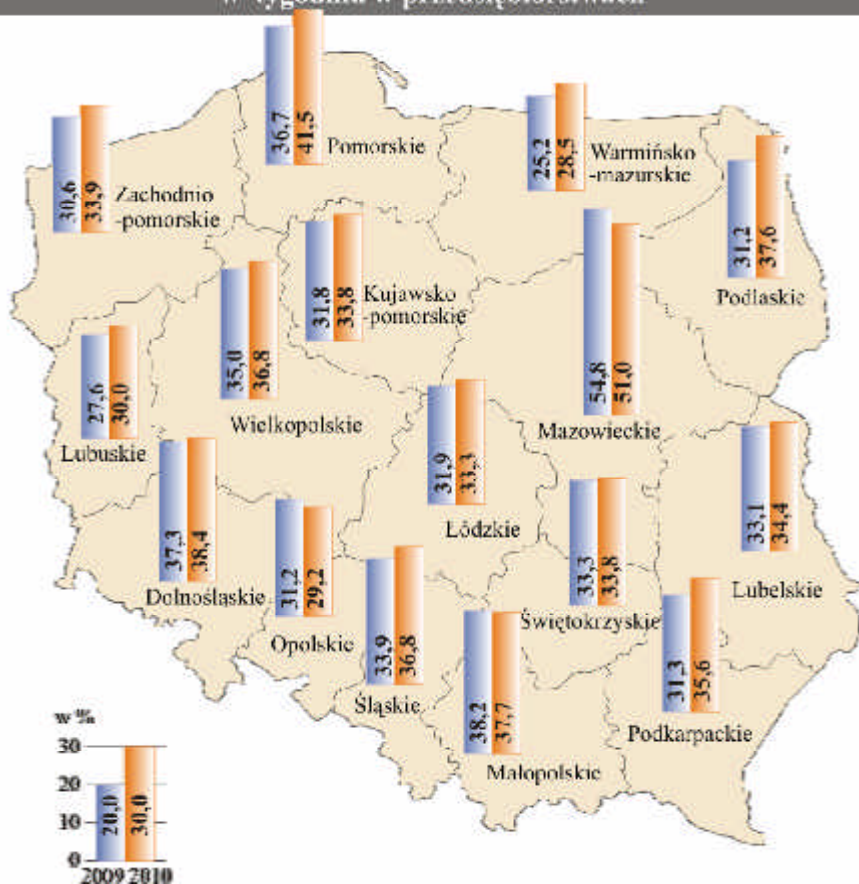 w tygodniu w przedsiębiorstwach
36,7
41,5
Pomorskie
25,2
28,5
Warmińsko
-mazurskie
30,6
33,9
Zachodnio
-pomorskie
31,2
37,6
Podlaskie
31,8
33,8
Kujawsko
-pomorskie
35,0
36,8
Wielkopolskie
54,8
51,0
Mazowieckie
27,6
30,0
Lubuskie
31,9
33,3
Łódzkie
33,1
34,4
Lubelskie
37,3
38,4
Dolnośląskie
31,2
29,2
Opolskie
33,3
33,8
Świętokrzyskie
33,9
36,8
Śląskie
38,2
37,7
Małopolskie
31,3
35,6
Podkarpackie
w %
30
20
10
0
20,0
30,0
2009 2010